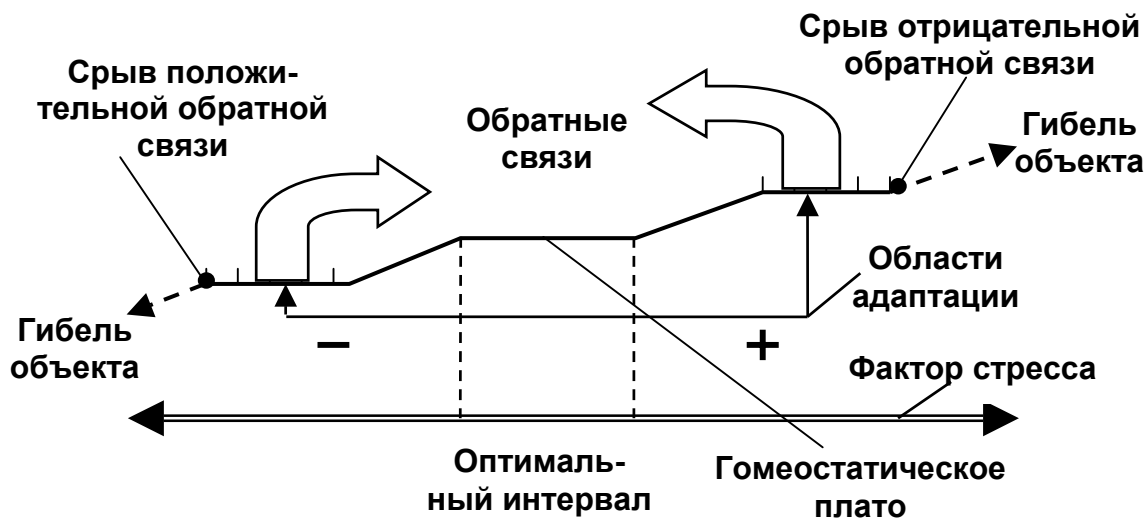 Срыв отрицательной
обратной связи
Срыв положи-
тельной обратной
связи
Обратные
связи
Гибель
объекта
Области
адаптации
Гибель
объекта
–
+
Фактор стресса
Оптималь-
ный интервал
Гомеостатическое
плато